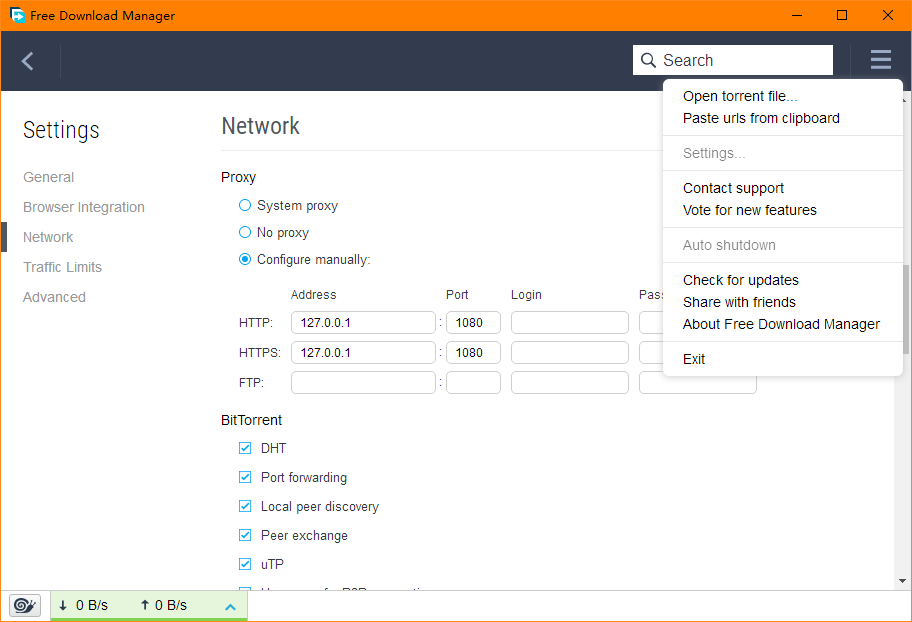 Free Download Manager
Search
Open torrent file...
Paste urls from clipboard
Settings...
Contact support
Vote for new features
Auto shutdown
Check for updates
Share with friends
About Free Download Manager
Exit
Settings
General
Browser Integration
Network
Traffic Limits
Advanced
Network
Proxy
System proxy
No proxy
Configure manually:
Address Port Login
HTTP: 127.0.0.1 : 1080
HTTPS: 127.0.0.1 : 1080
FTP: :
BitTorrent
DHT
Port forwarding
Local peer discovery
Peer exchange
uTP
↓ 0 B/s ↑ 0 B/s